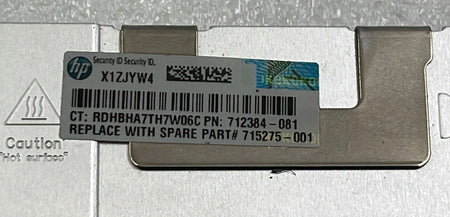 hp
Security ID Security ID.
X1ZJYW4
CT: RDHBHA7TH7W06C PN: 712384-081
REPLACE WITH SPARE PART# 715275-001
Caution
"Hot surface"